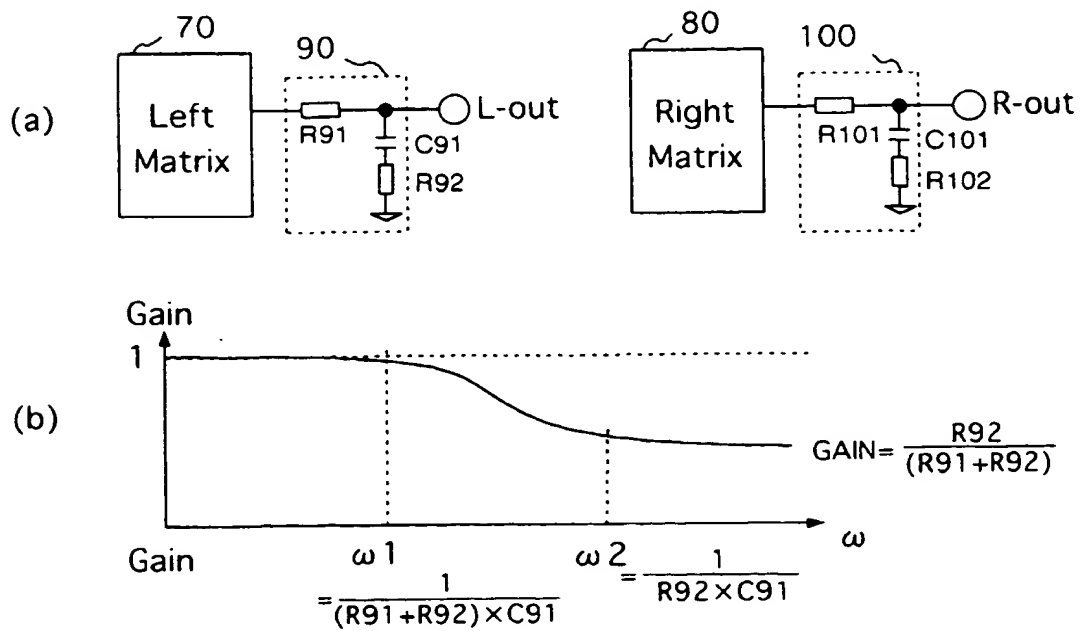 (a)
70
90
Left
Matrix
R91
C91
R92
L-out
80
100
Right
Matrix
R101
C101
R102
R-out
(b)
Gain
1
GAIN= R92
(R91+R92)
Gain
ω1
= 1
(R91+R92)×C91
ω2
= 1
R92×C91
ω